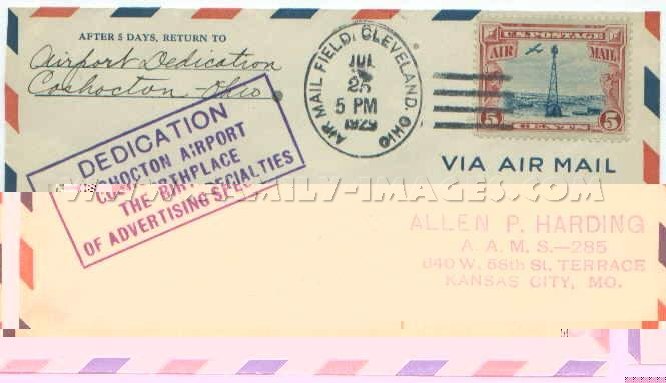 AFTER 5 DAYS, RETURN TO
Airport Dedication
Coshocton Ohio
AIR MAIL FIELD, CLEVELAND, OHIO
JUL
25
5 PM
1929
U.S. POSTAGE
AIR MAIL
5 CENTS 5
VIA AIR MAIL
DEDICATION
COSHOCTON AIRPORT
THE BIRTHPLACE
OF ADVERTISING SPECIALTIES
ALLEN P. HARDING
A. A. M. S.—285
640 W. 58th St. TERRACE
KANSAS CITY, MO.